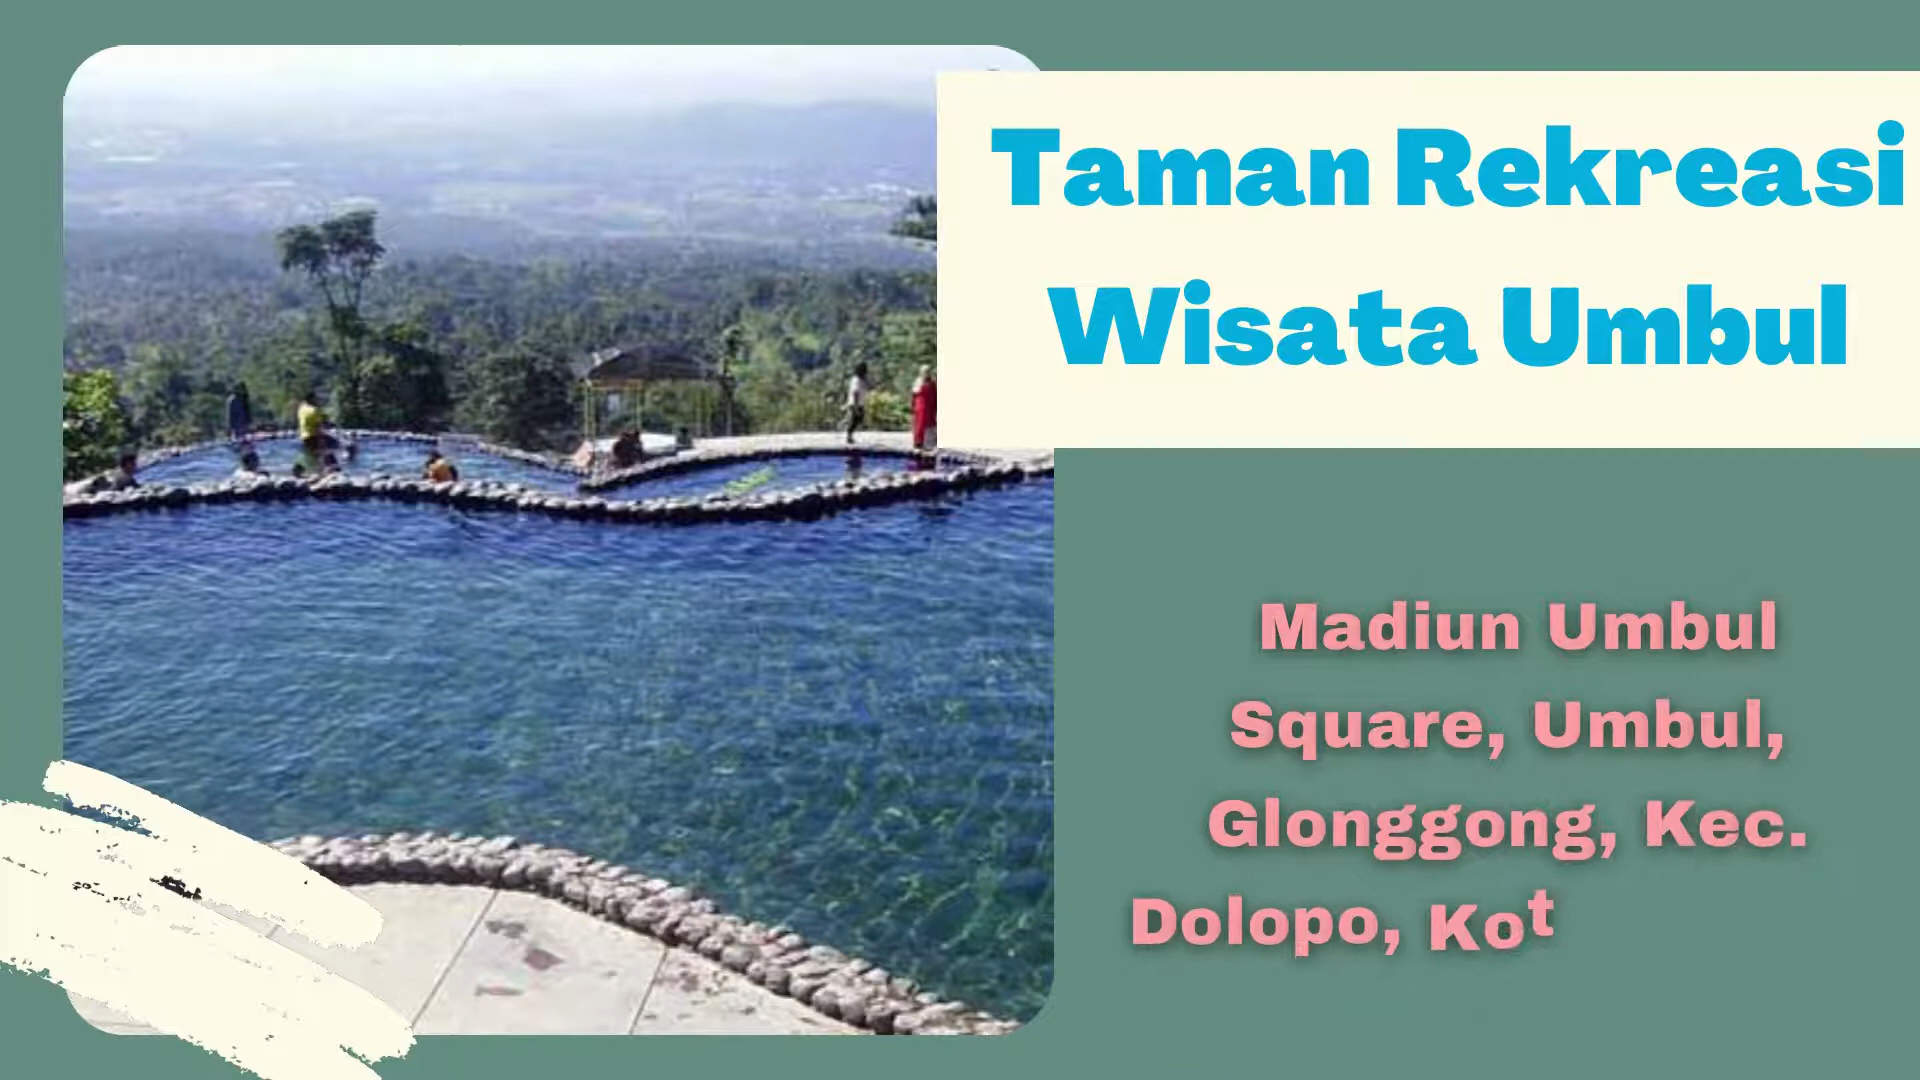 Taman Rekreasi
Wisata Umbul
Madiun Umbul
Square, Umbul,
Glonggong, Kec.
Dolopo, Kot